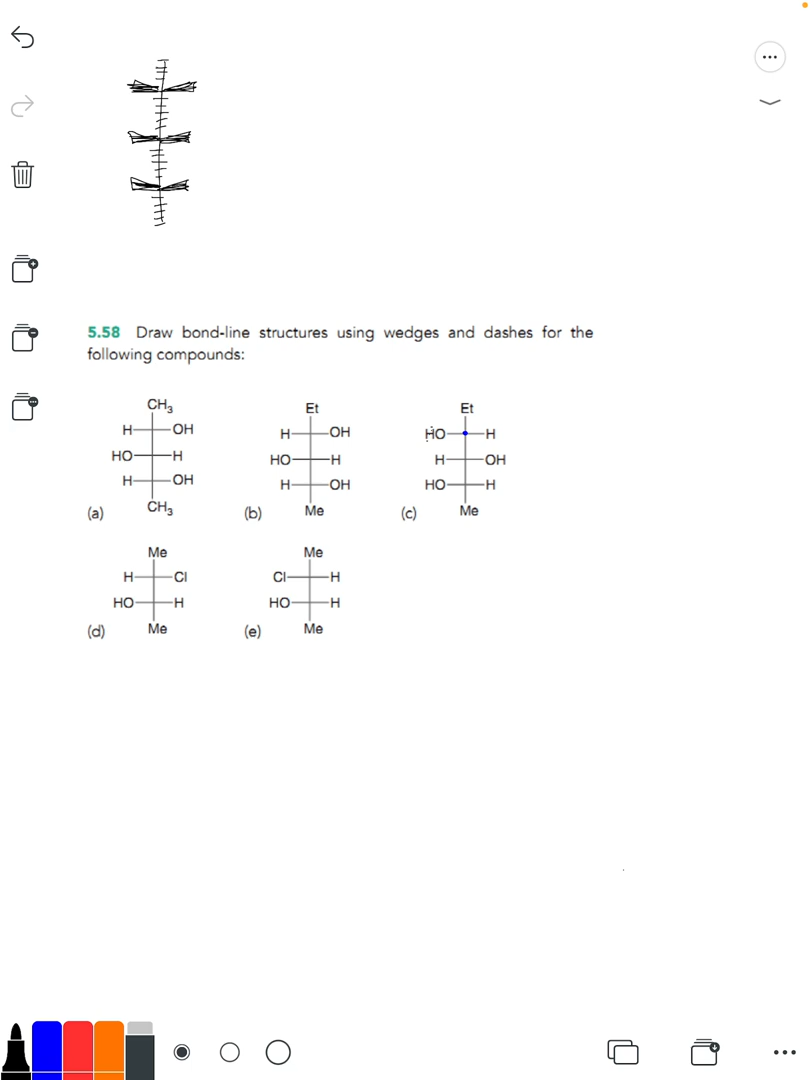 5.58 Draw bond-line structures using wedges and dashes for the
following compounds:
CH3 Et Et
H OH H OH HO H
HO H HO H H OH
H OH H OH HO H
(a) CH3 (b) Me (c) Me
Me Me
H Cl Cl H
HO H HO H
(d) Me (e) Me